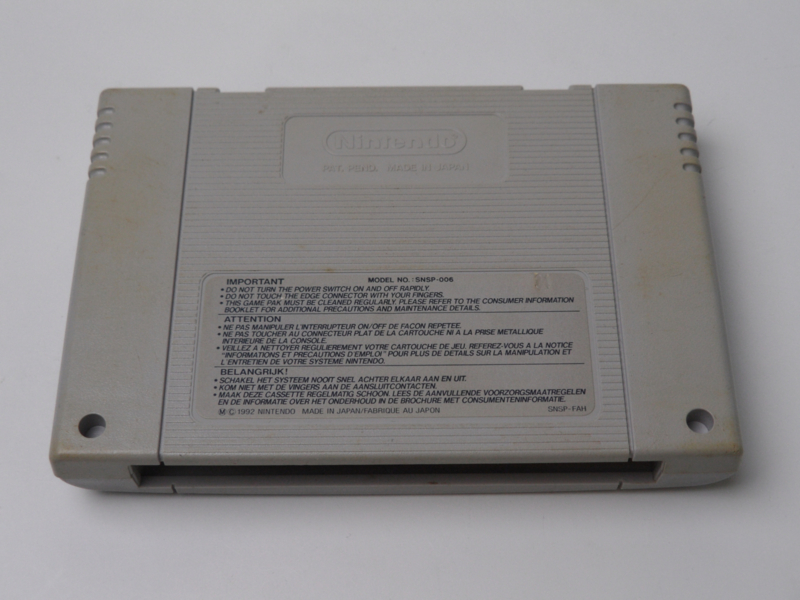 Nintendo
PAT. PEND. MADE IN JAPAN
IMPORTANT MODEL NO. : SNSP-006
• DO NOT TURN THE POWER SWITCH ON AND OFF RAPIDLY.
• DO NOT TOUCH THE EDGE CONNECTOR WITH YOUR FINGERS.
• THIS GAME PAK MUST BE CLEANED REGULARLY. PLEASE REFER TO THE CONSUMER INFORMATION
BOOKLET FOR ADDITIONAL PRECAUTIONS AND MAINTENANCE DETAILS.
ATTENTION
• NE PAS MANIPULER L'INTERRUPTEUR ON/OFF DE FACON REPETEE.
• NE PAS TOUCHER AU CONNECTEUR PLAT DE LA CARTOUCHE NI A LA PRISE METALLIQUE
INTERIEURE DE LA CONSOLE.
• VEILLEZ A NETTOYER REGULIEREMENT VOTRE CARTOUCHE DE JEU. REFEREZ-VOUS A LA NOTICE
"INFORMATIONS ET PRECAUTIONS D'EMPLOI" POUR PLUS DE DETAILS SUR LA MANIPULATION ET
L'ENTRETIEN DE VOTRE SYSTEME NINTENDO.
BELANGRIJK!
• SCHAKEL HET SYSTEEM NOOIT SNEL ACHTER ELKAAR AAN EN UIT.
• KOM NIET MET DE VINGERS AAN DE AANSLUITCONTACTEN.
• MAAK DEZE CASSETTE REGELMATIG SCHOON. LEES DE AANVULLENDE VOORZORGSMAATREGELEN
EN DE INFORMATIE OVER HET ONDERHOUD IN DE BROCHURE MET CONSUMENTENINFORMATIE.
M © 1992 NINTENDO MADE IN JAPAN/FABRIQUE AU JAPON SNSP-FAH